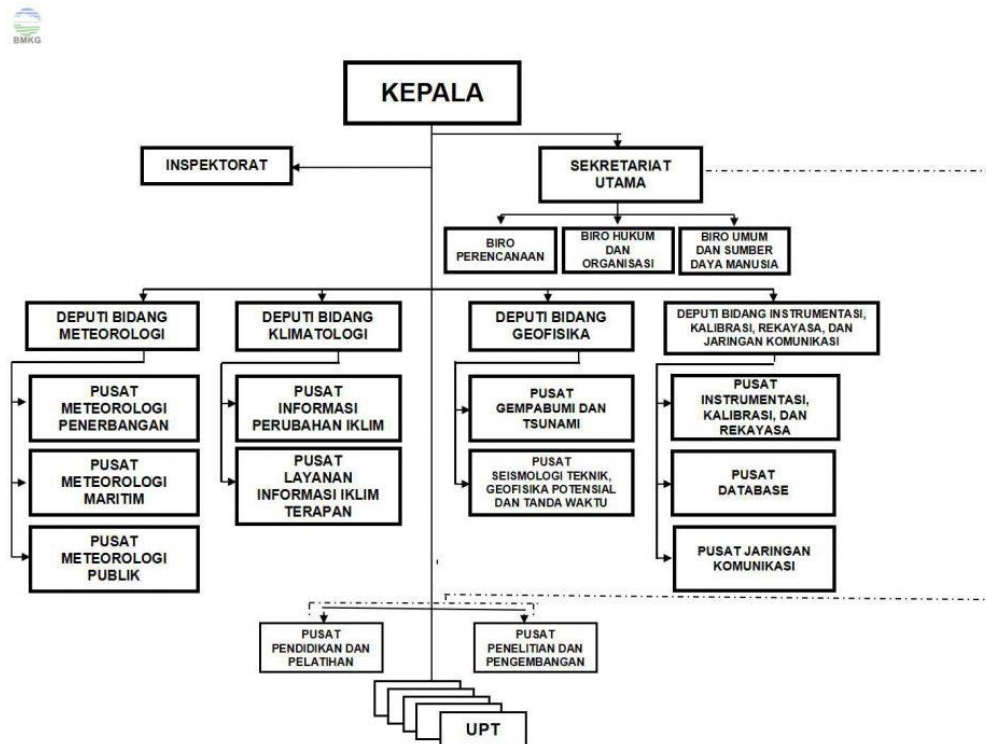 BMKG
KEPALA
INSPEKTORAT
SEKRETARIAT
UTAMA
BIRO
PERENCANAAN
BIRO HUKUM
DAN
ORGANISASI
BIRO UMUM
DAN SUMBER
DAYA MANUSIA
DEPUTI BIDANG
METEOROLOGI
DEPUTI BIDANG
KLIMATOLOGI
DEPUTI BIDANG
GEOFISIKA
DEPUTI BIDANG INSTRUMENTASI,
KALIBRASI, REKAYASA, DAN
JARINGAN KOMUNIKASI
PUSAT
METEOROLOGI
PENERBANGAN
PUSAT
INFORMASI
PERUBAHAN IKLIM
PUSAT
GEMPABUMI DAN
TSUNAMI
PUSAT
INSTRUMENTASI,
KALIBRASI, DAN
REKAYASA
PUSAT
METEOROLOGI
MARITIM
PUSAT
LAYANAN
INFORMASI IKLIM
TERAPAN
PUSAT
SEISMOLOGI TEKNIK,
GEOFISIKA POTENSIAL
DAN TANDA WAKTU
PUSAT
DATABASE
PUSAT
METEOROLOGI
PUBLIK
PUSAT JARINGAN
KOMUNIKASI
PUSAT
PENDIDIKAN DAN
PELATIHAN
PUSAT
PENELITIAN DAN
PENGEMBANGAN
UPT